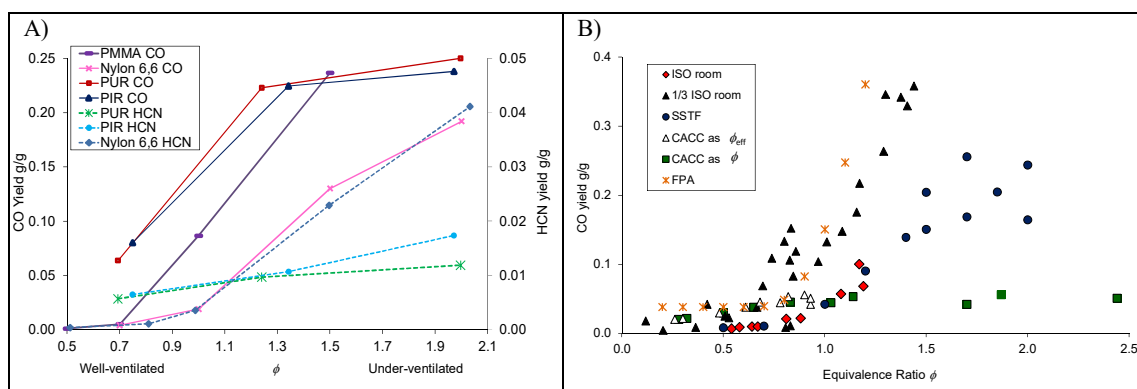 A)
PMMA CO
Nylon 6,6 CO
PUR CO
PIR CO
PUR HCN
PIR HCN
Nylon 6,6 HCN
CO Yield g/g
0.25
0.20
0.15
0.10
0.05
0.00
0.05
0.04
0.03
0.02
0.01
0.00
HCN yield g/g
0.5 0.7 0.9 1.1 1.3 1.5 1.7 1.9 2.1
Well-ventilated ϕ Under-ventilated
B)
ISO room
1/3 ISO room
SSTF
CACC as ϕeff
CACC as ϕ
FPA
CO yield g/g
0.4
0.3
0.2
0.1
0.0
0.0 0.5 1.0 1.5 2.0 2.5
Equivalence Ratio ϕ